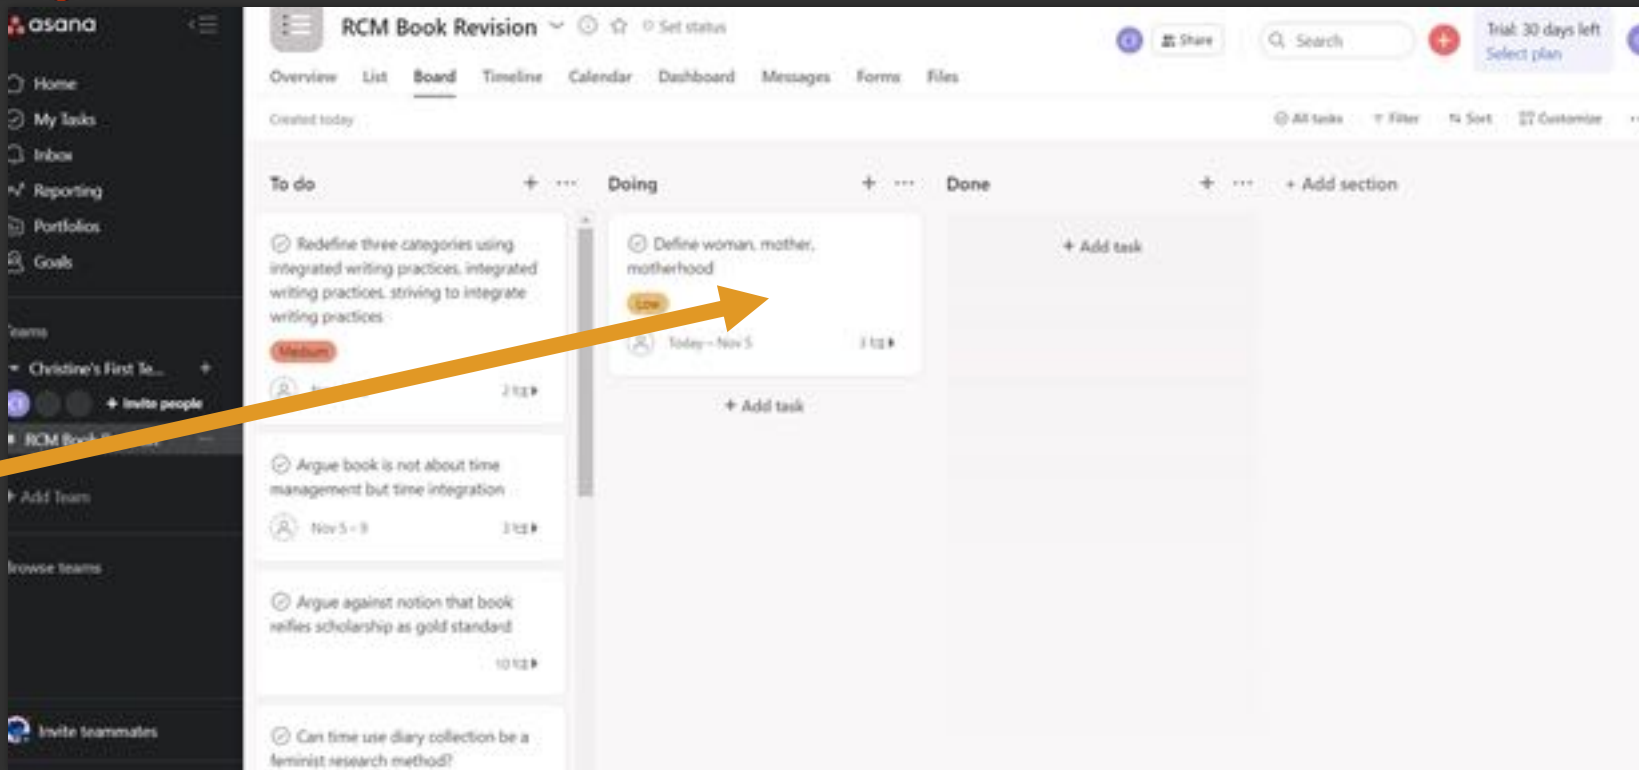 asana
RCM Book Revision
Set status
Share
Search
Trial: 30 days left
Select plan
Overview List Board Timeline Calendar Dashboard Messages Forms Files
Created today
All tasks Filter Sort Customize
Home
My Tasks
Inbox
Reporting
Portfolios
Goals
Teams
Christine's First Te...
+ Invite people
RCM Book
+ Add Team
Browse teams
Invite teammates
To do + ...
Redefine three categories using
integrated writing practices, integrated
writing practices, striving to integrate
writing practices
Medium
2
Argue book is not about time
management but time integration
Nov 5 – 9
3
Argue against notion that book
reifies scholarship as gold standard
10
Can time use diary collection be a
feminist research method?
Doing + ...
Define woman, mother,
motherhood
Low
Today – Nov 5
3
+ Add task
Done + ...
+ Add task
+ Add section